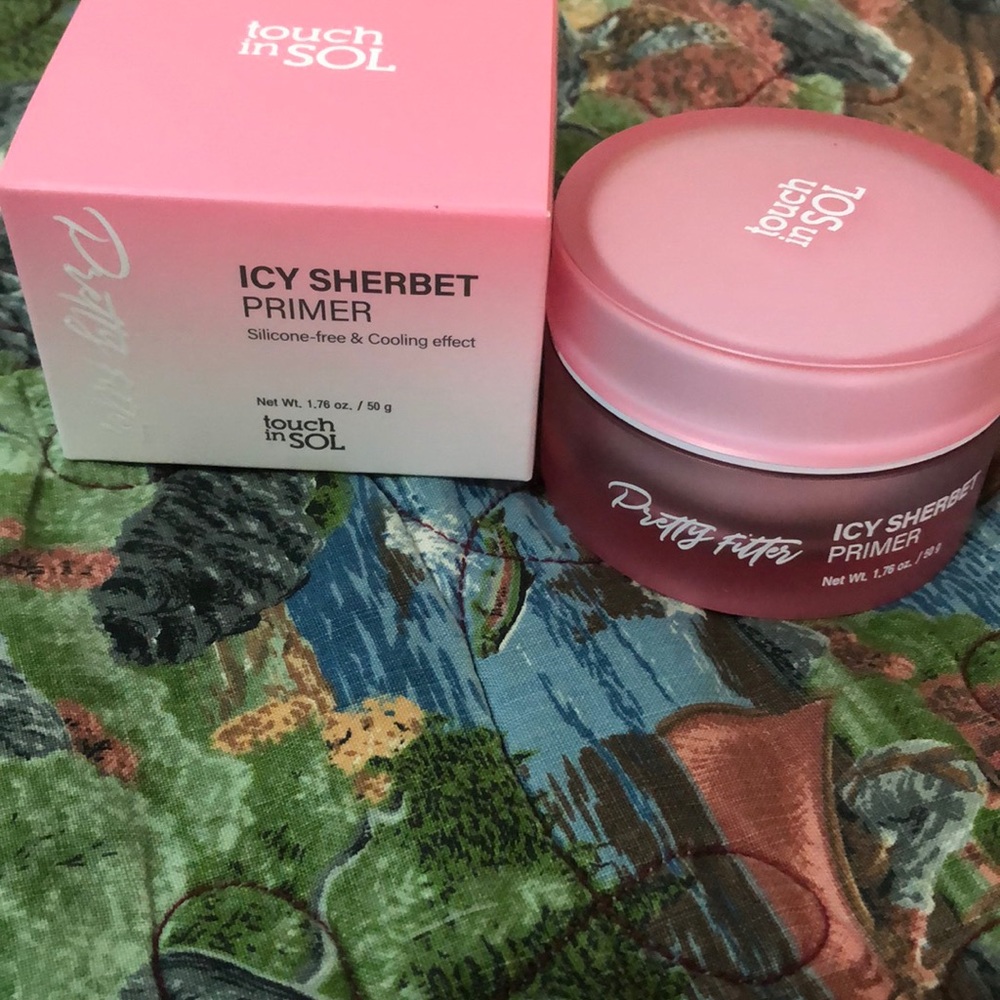 touch
in SOL
Pretty Filter
ICY SHERBET
PRIMER
Silicone-free & Cooling effect
Net Wt. 1.76 oz. / 50 g
touch
in SOL
touch
in SOL
Pretty Filter
ICY SHERBET
PRIMER
Net Wt. 1.76 oz. / 50 g